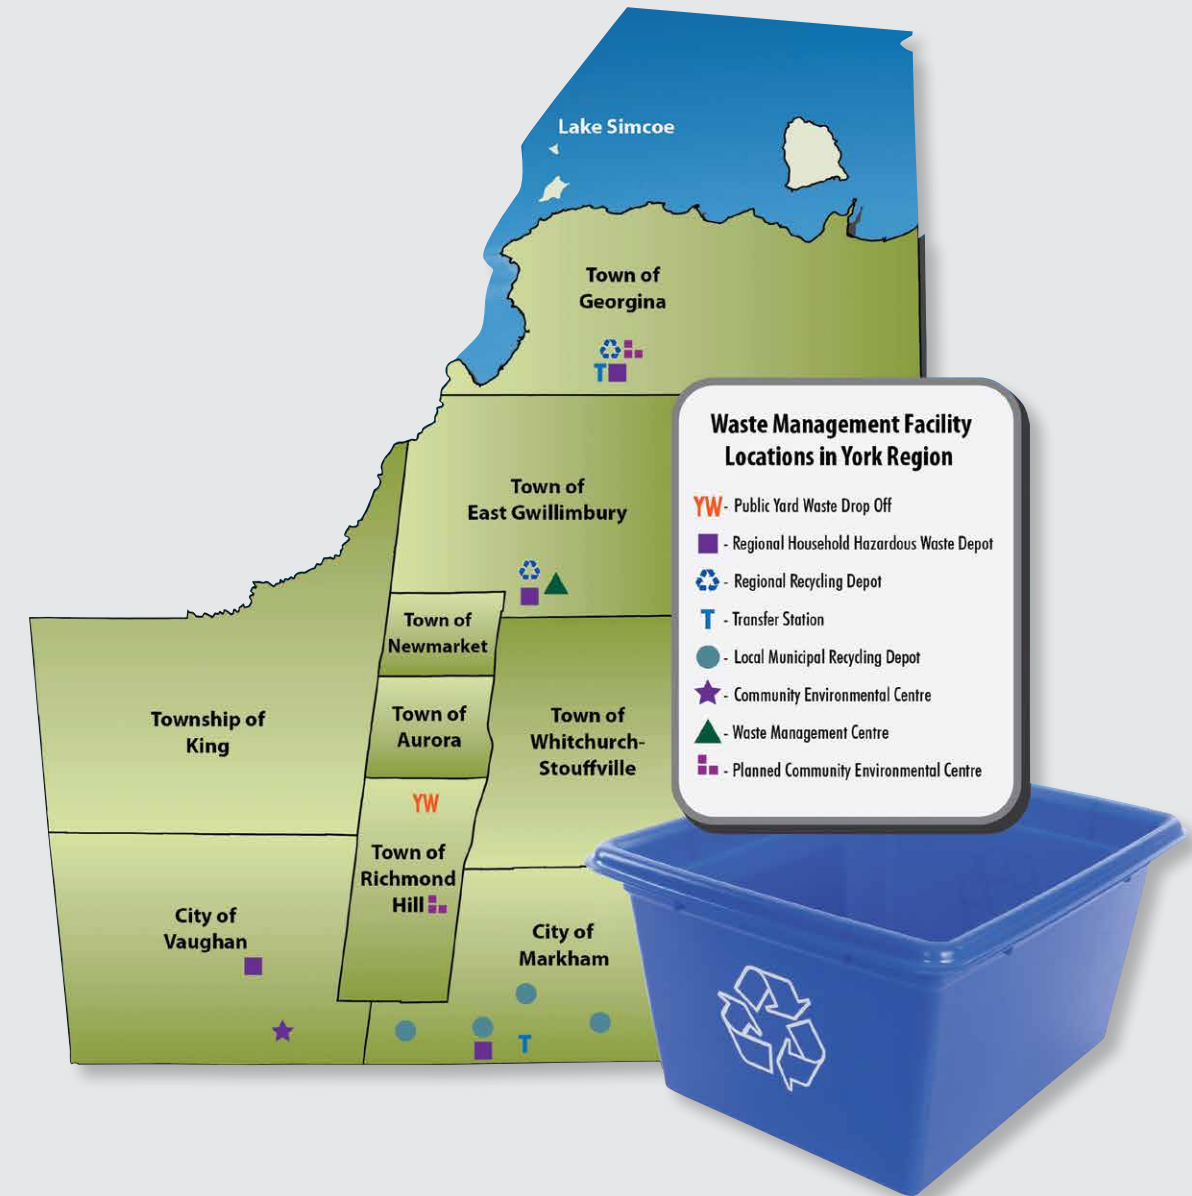 Lake Simcoe
Town of
Georgina
T
Town of
East Gwillimbury
Town of
Newmarket
Township of
King
Town of
Aurora
Town of
Whitchurch-
Stouffville
YW
Town of
Richmond
Hill
City of
Vaughan
City of
Markham
T
Waste Management Facility
Locations in York Region
YW - Public Yard Waste Drop Off
- Regional Household Hazardous Waste Depot
- Regional Recycling Depot
T - Transfer Station
- Local Municipal Recycling Depot
- Community Environmental Centre
- Waste Management Centre
- Planned Community Environmental Centre